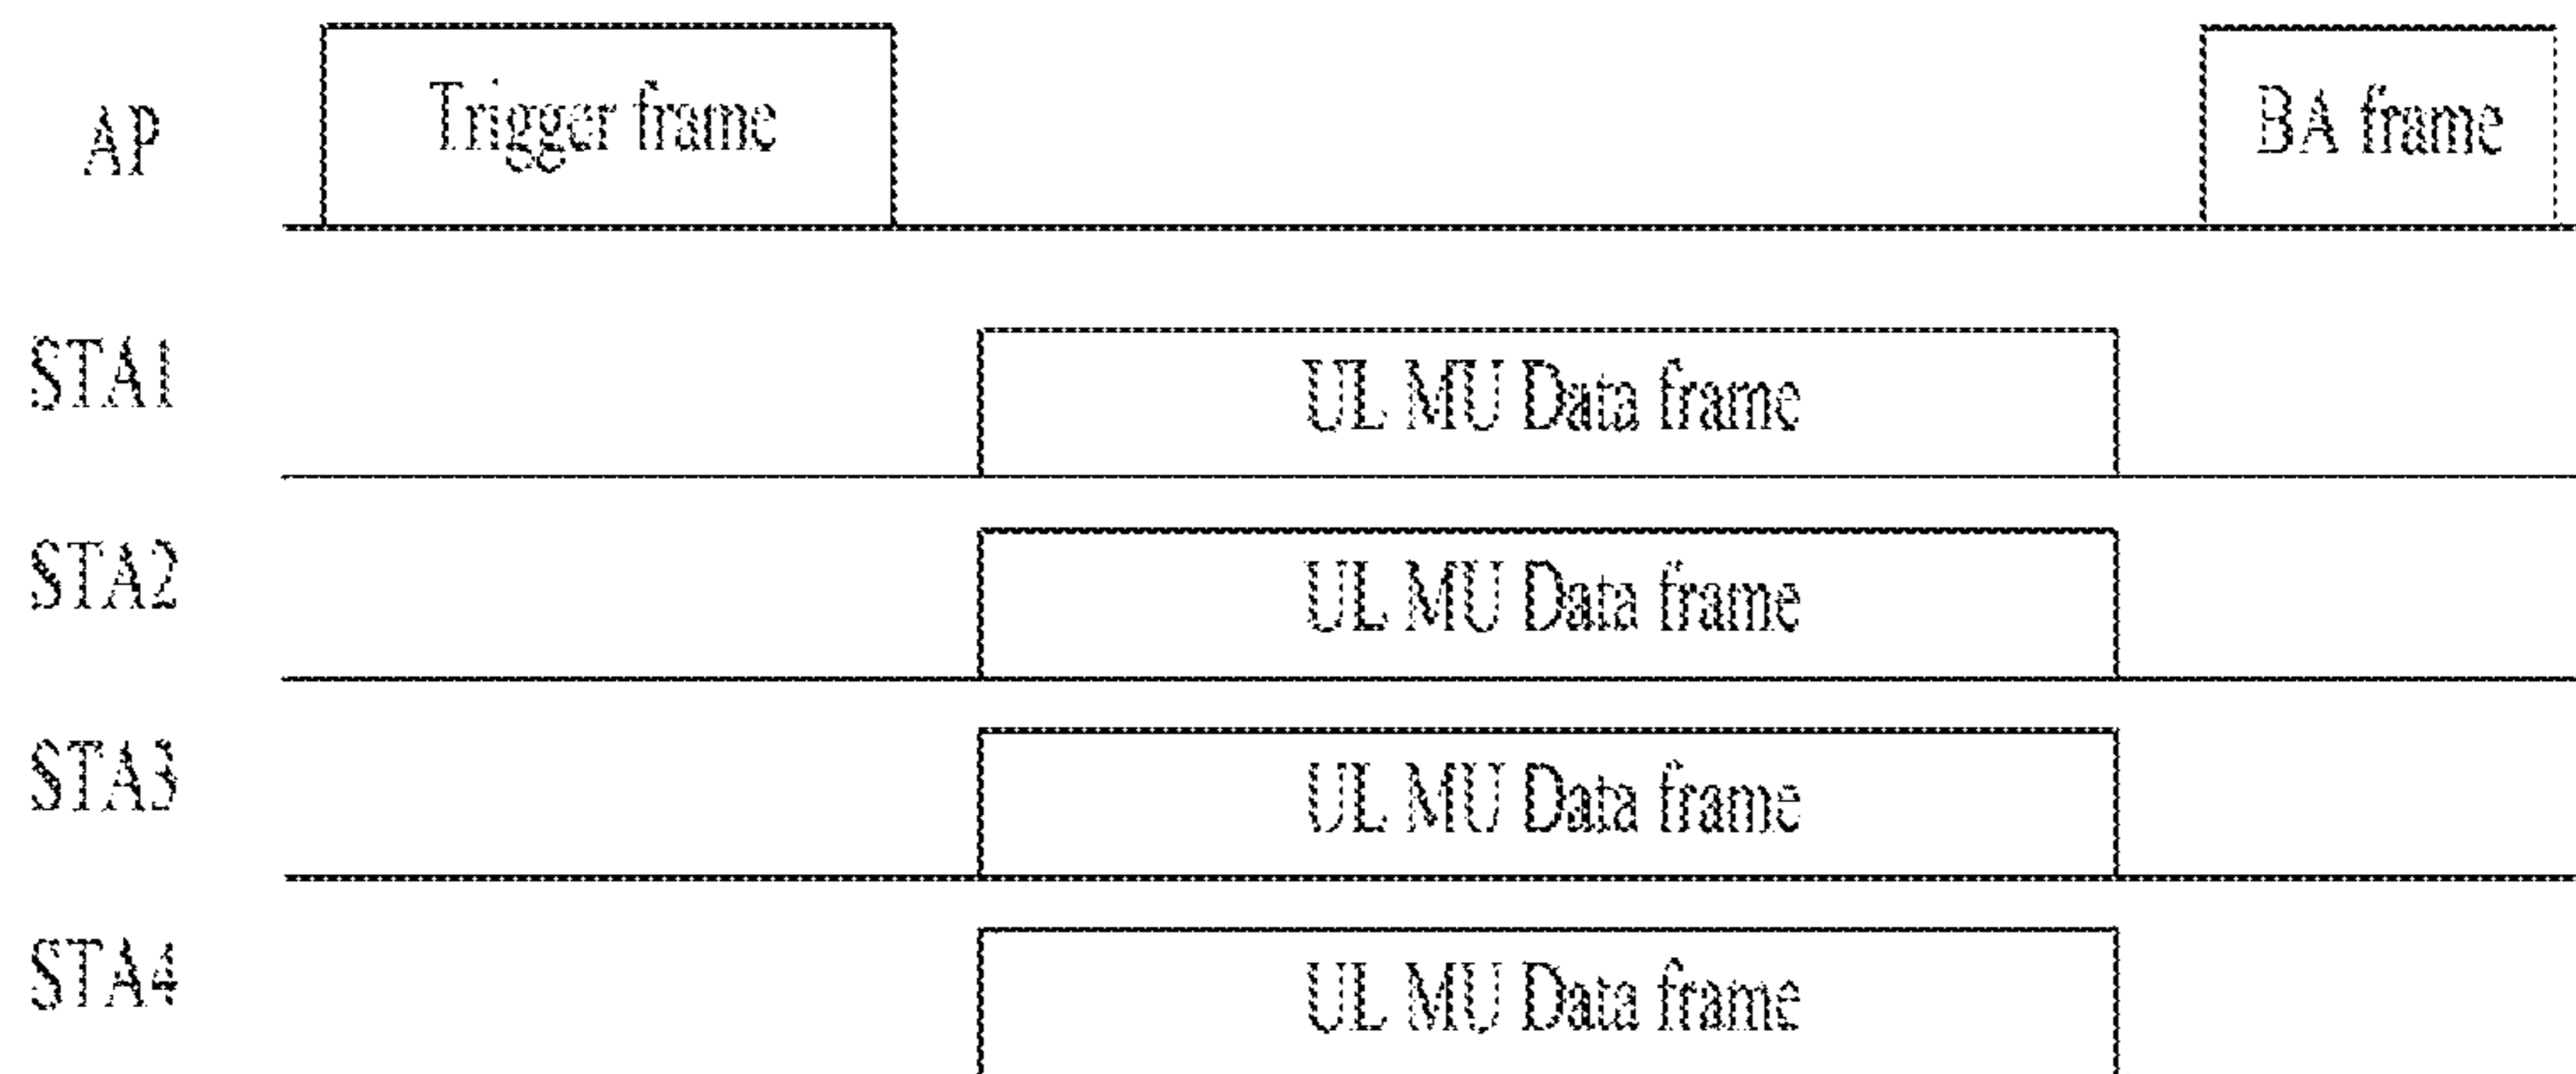 AP Trigger frame BA frame
STA1 UL MU Data frame
STA2 UL MU Data frame
STA3 UL MU Data frame
STA4 UL MU Data frame